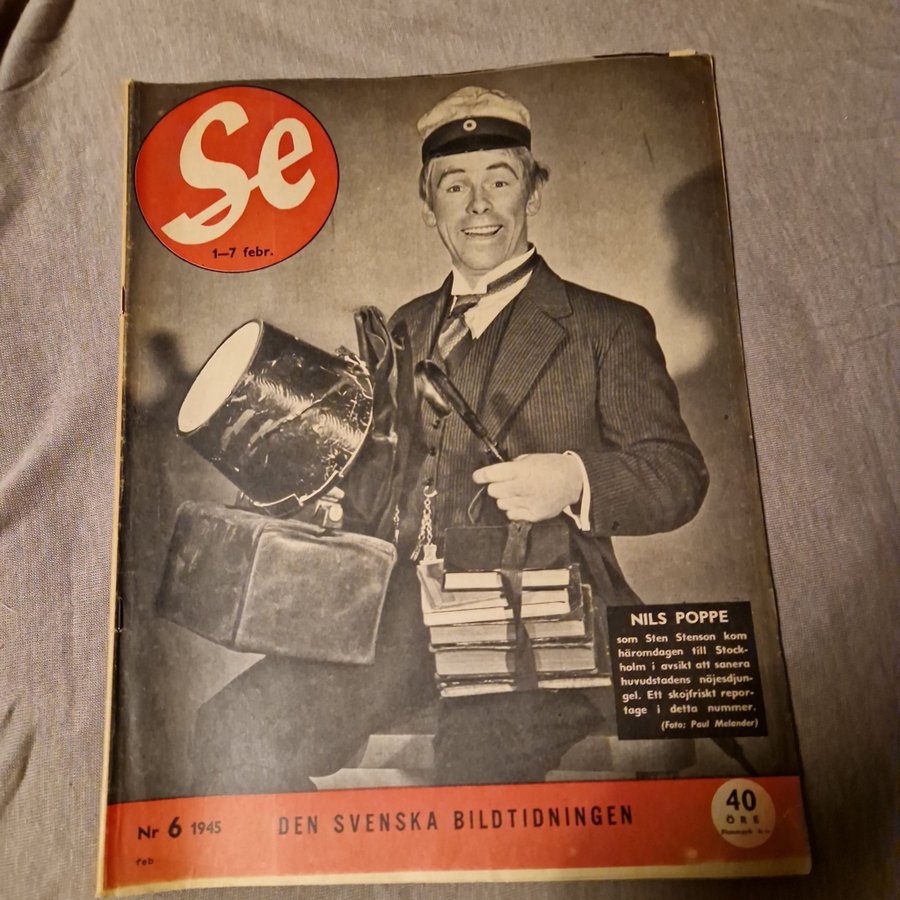 Se
1—7 febr.
NILS POPPE
som Sten Stenson kom
häromdagen till Stock-
holm i avsikt att sanera
huvudstadens nöjesdjun-
gel. Ett skojfriskt repor-
tage i detta nummer.
(Foto: Paul Melander)
Nr 6 1945
DEN SVENSKA BILDTIDNINGEN
40
ÖRE
feb